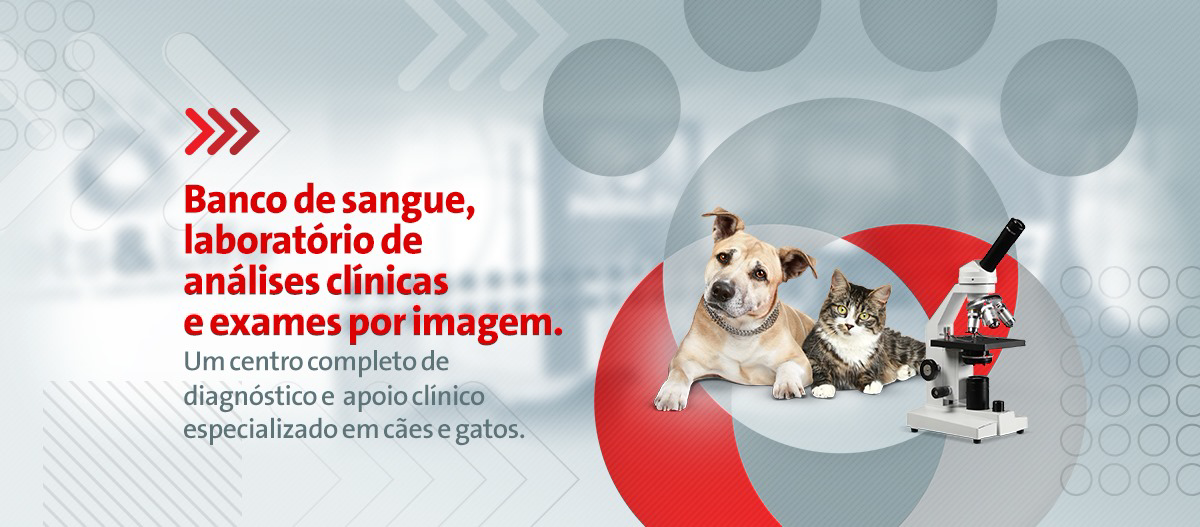 Banco de sangue,
laboratório de
análises clínicas
e exames por imagem.
Um centro completo de
diagnóstico e apoio clínico
especializado em cães e gatos.